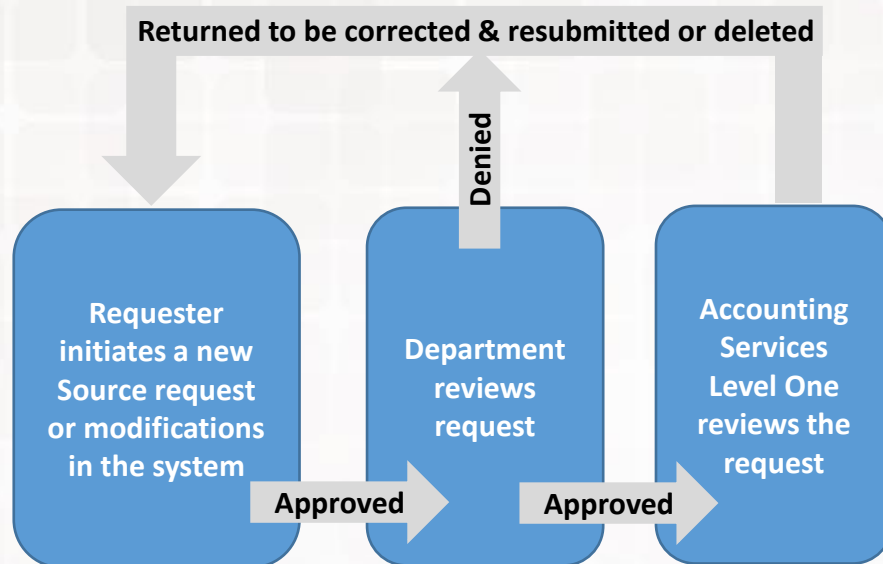 Returned to be corrected & resubmitted or deleted
Denied
Requester
initiates a new
Source request
or modifications
in the system
Department
reviews
request
Accounting
Services
Level One
reviews the
request
Approved
Approved